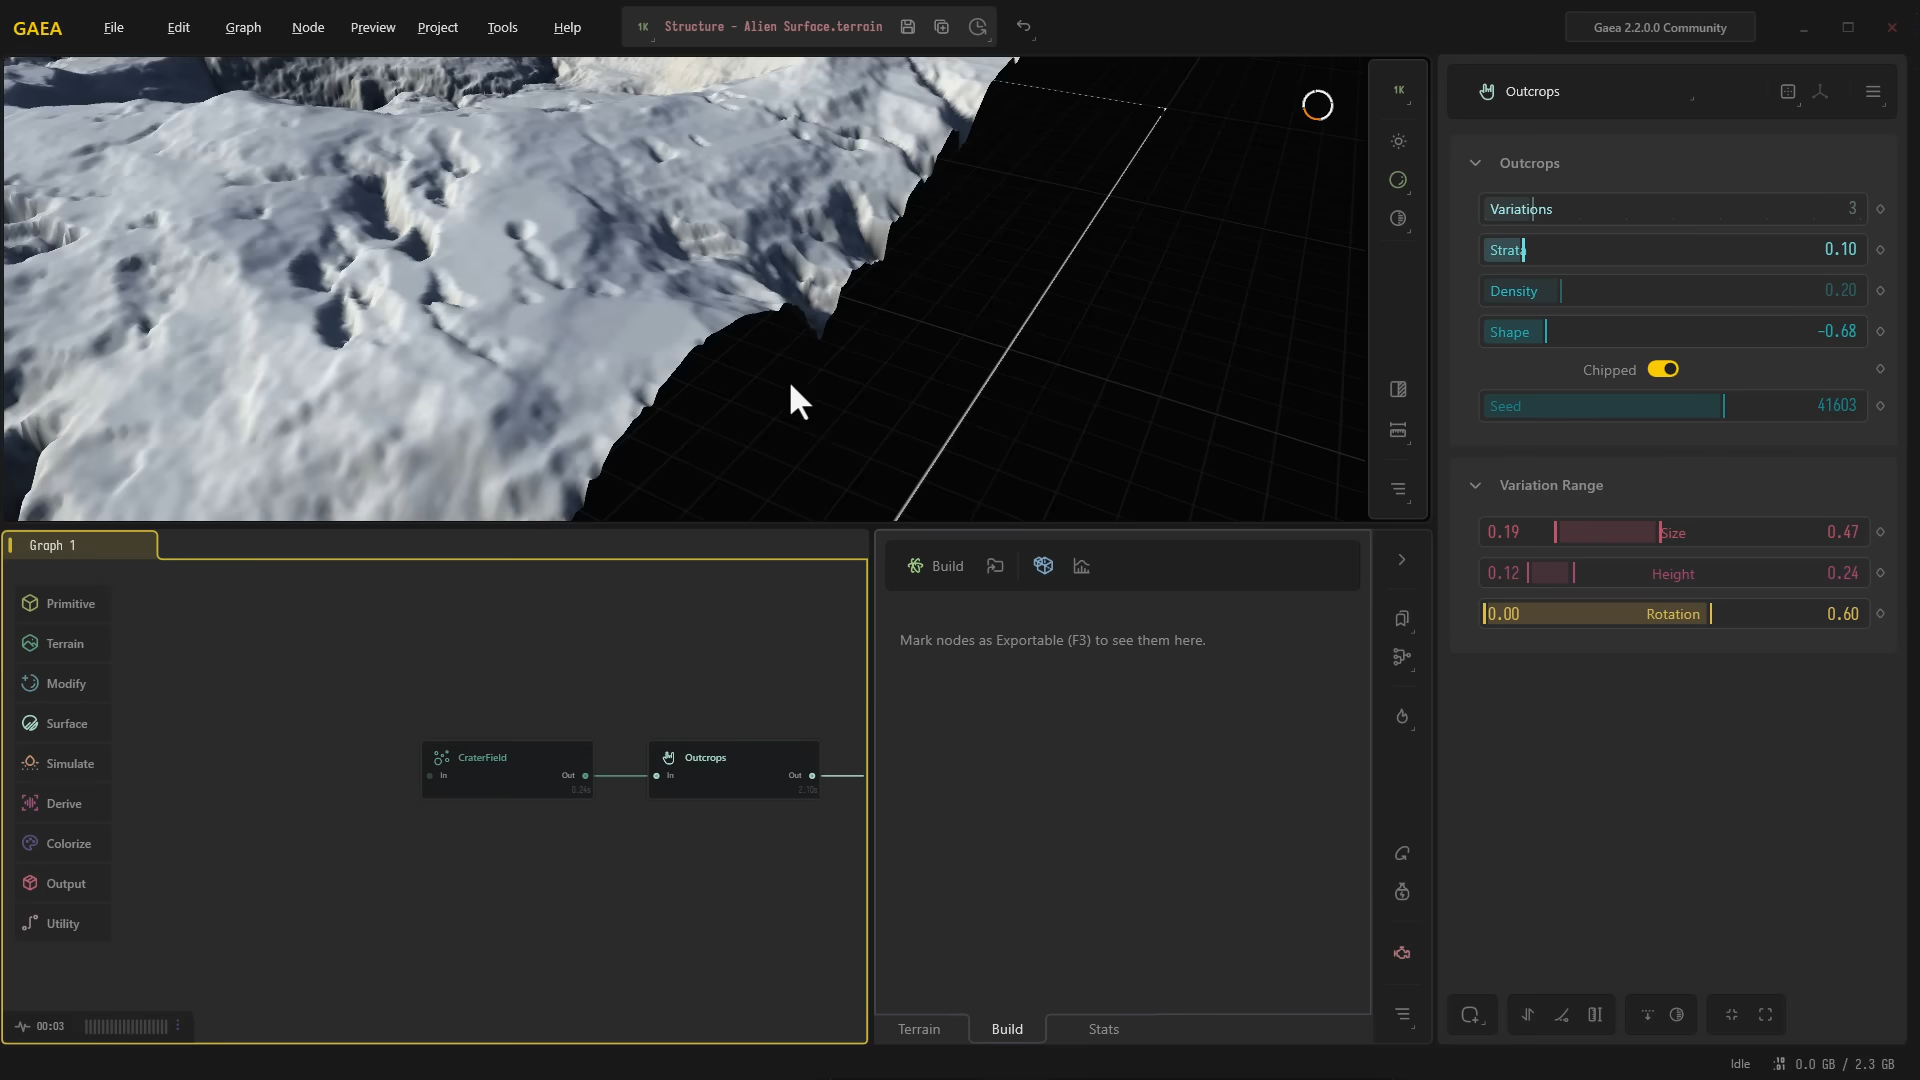 GAEA
File
Edit
Graph
Node
Preview
Project
Tools
Help
1K
Structure - Alien Surface.terrain
Gaea 2.2.0.0 Community
1K
Outcrops
Outcrops
Variations 3
Strata 0.10
Density 0.20
Shape -0.68
Chipped
Seed 41603
Variation Range
0.19 Size 0.47
0.12 Height 0.24
0.00 Rotation 0.60
Graph 1
Primitive
Terrain
Modify
Surface
Simulate
Derive
Colorize
Output
Utility
CraterField
In Out
0.24s
Outcrops
In Out
2.10s
00:03
Build
Mark nodes as Exportable (F3) to see them here.
Terrain
Build
Stats
Idle
0.0 GB / 2.3 GB